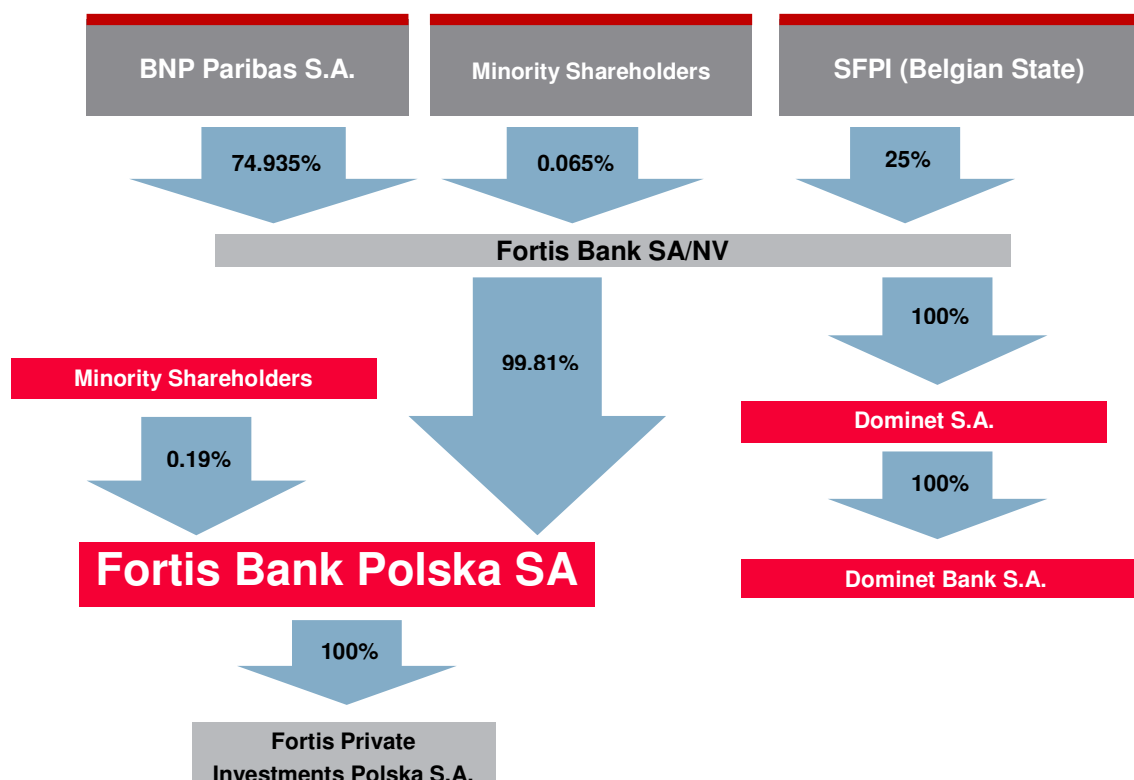 BNP Paribas S.A.
Minority Shareholders
SFPI (Belgian State)
74.935%
0.065%
25%
Fortis Bank SA/NV
100%
99.81%
Minority Shareholders
Dominet S.A.
0.19%
100%
Fortis Bank Polska SA
Dominet Bank S.A.
100%
Fortis Private
Investments Polska S.A.